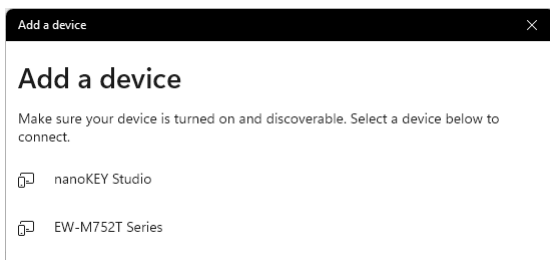 Add a device
Add a device
Make sure your device is turned on and discoverable. Select a device below to
connect.
nanoKEY Studio
EW-M752T Series